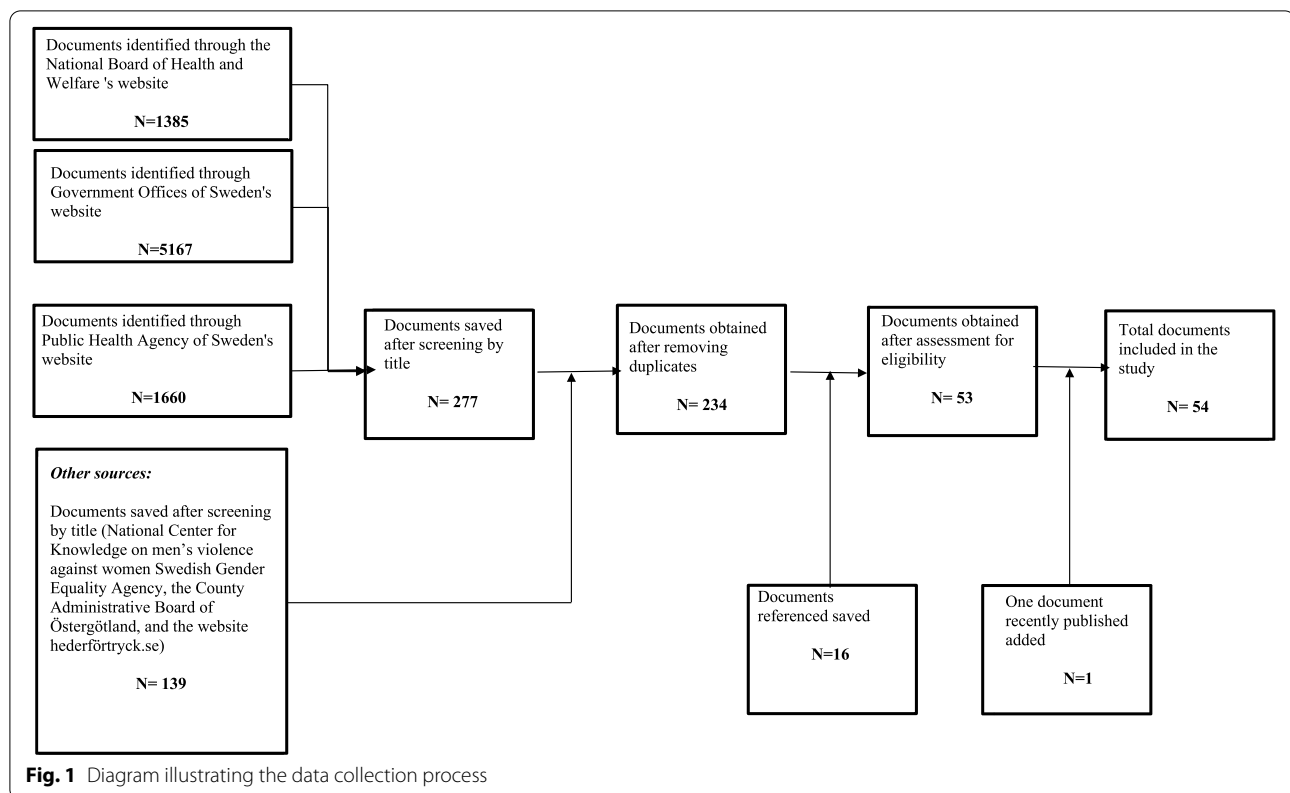 Documents identified through the
National Board of Health and
Welfare 's website
N=1385
Documents identified through
Government Offices of Sweden's
website
N=5167
Documents identified through
Public Health Agency of Sweden's
website
N=1660
Other sources:
Documents saved after screening
by title (National Center for
Knowledge on men's violence
against women Swedish Gender
Equality Agency, the County
Administrative Board of
Östergötland, and the website
hederförtryck.se)
N= 139
Documents saved
after screening by
title
N= 277
Documents obtained
after removing
duplicates
N= 234
Documents obtained
after assessment for
eligibility
N= 53
Total documents
included in the
study
N= 54
Documents
referenced saved
N=16
One document
recently published
added
N=1
Fig. 1 Diagram illustrating the data collection process